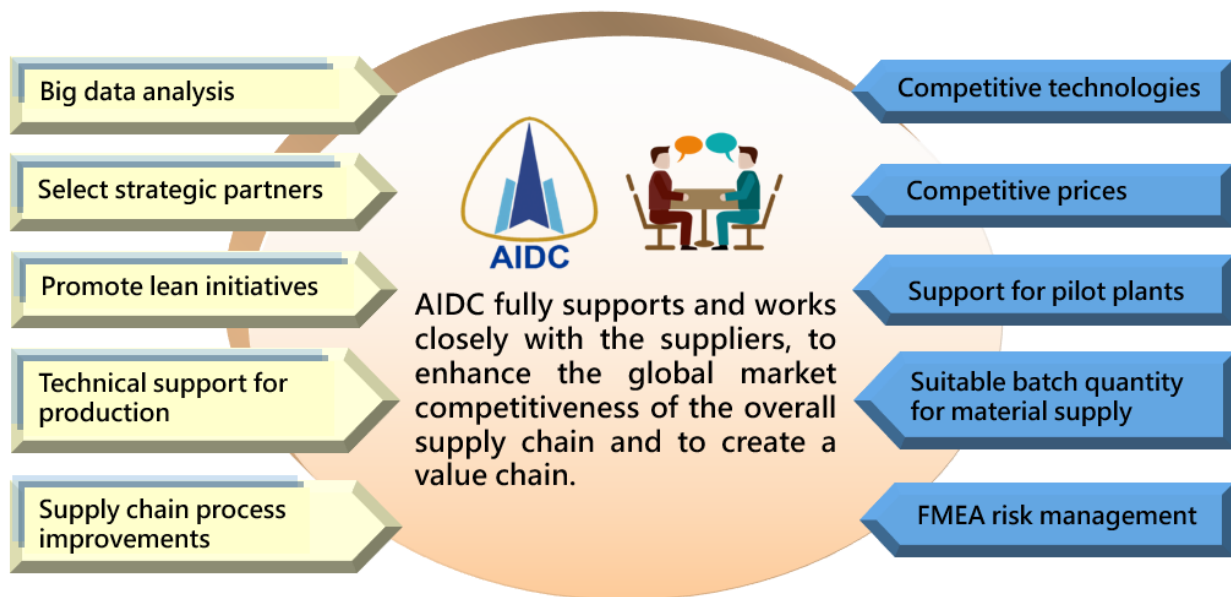 Big data analysis
Select strategic partners
Promote lean initiatives
Technical support for
production
Supply chain process
improvements
AIDC
AIDC fully supports and works
closely with the suppliers, to
enhance the global market
competitiveness of the overall
supply chain and to create a
value chain.
Competitive technologies
Competitive prices
Support for pilot plants
Suitable batch quantity
for material supply
FMEA risk management